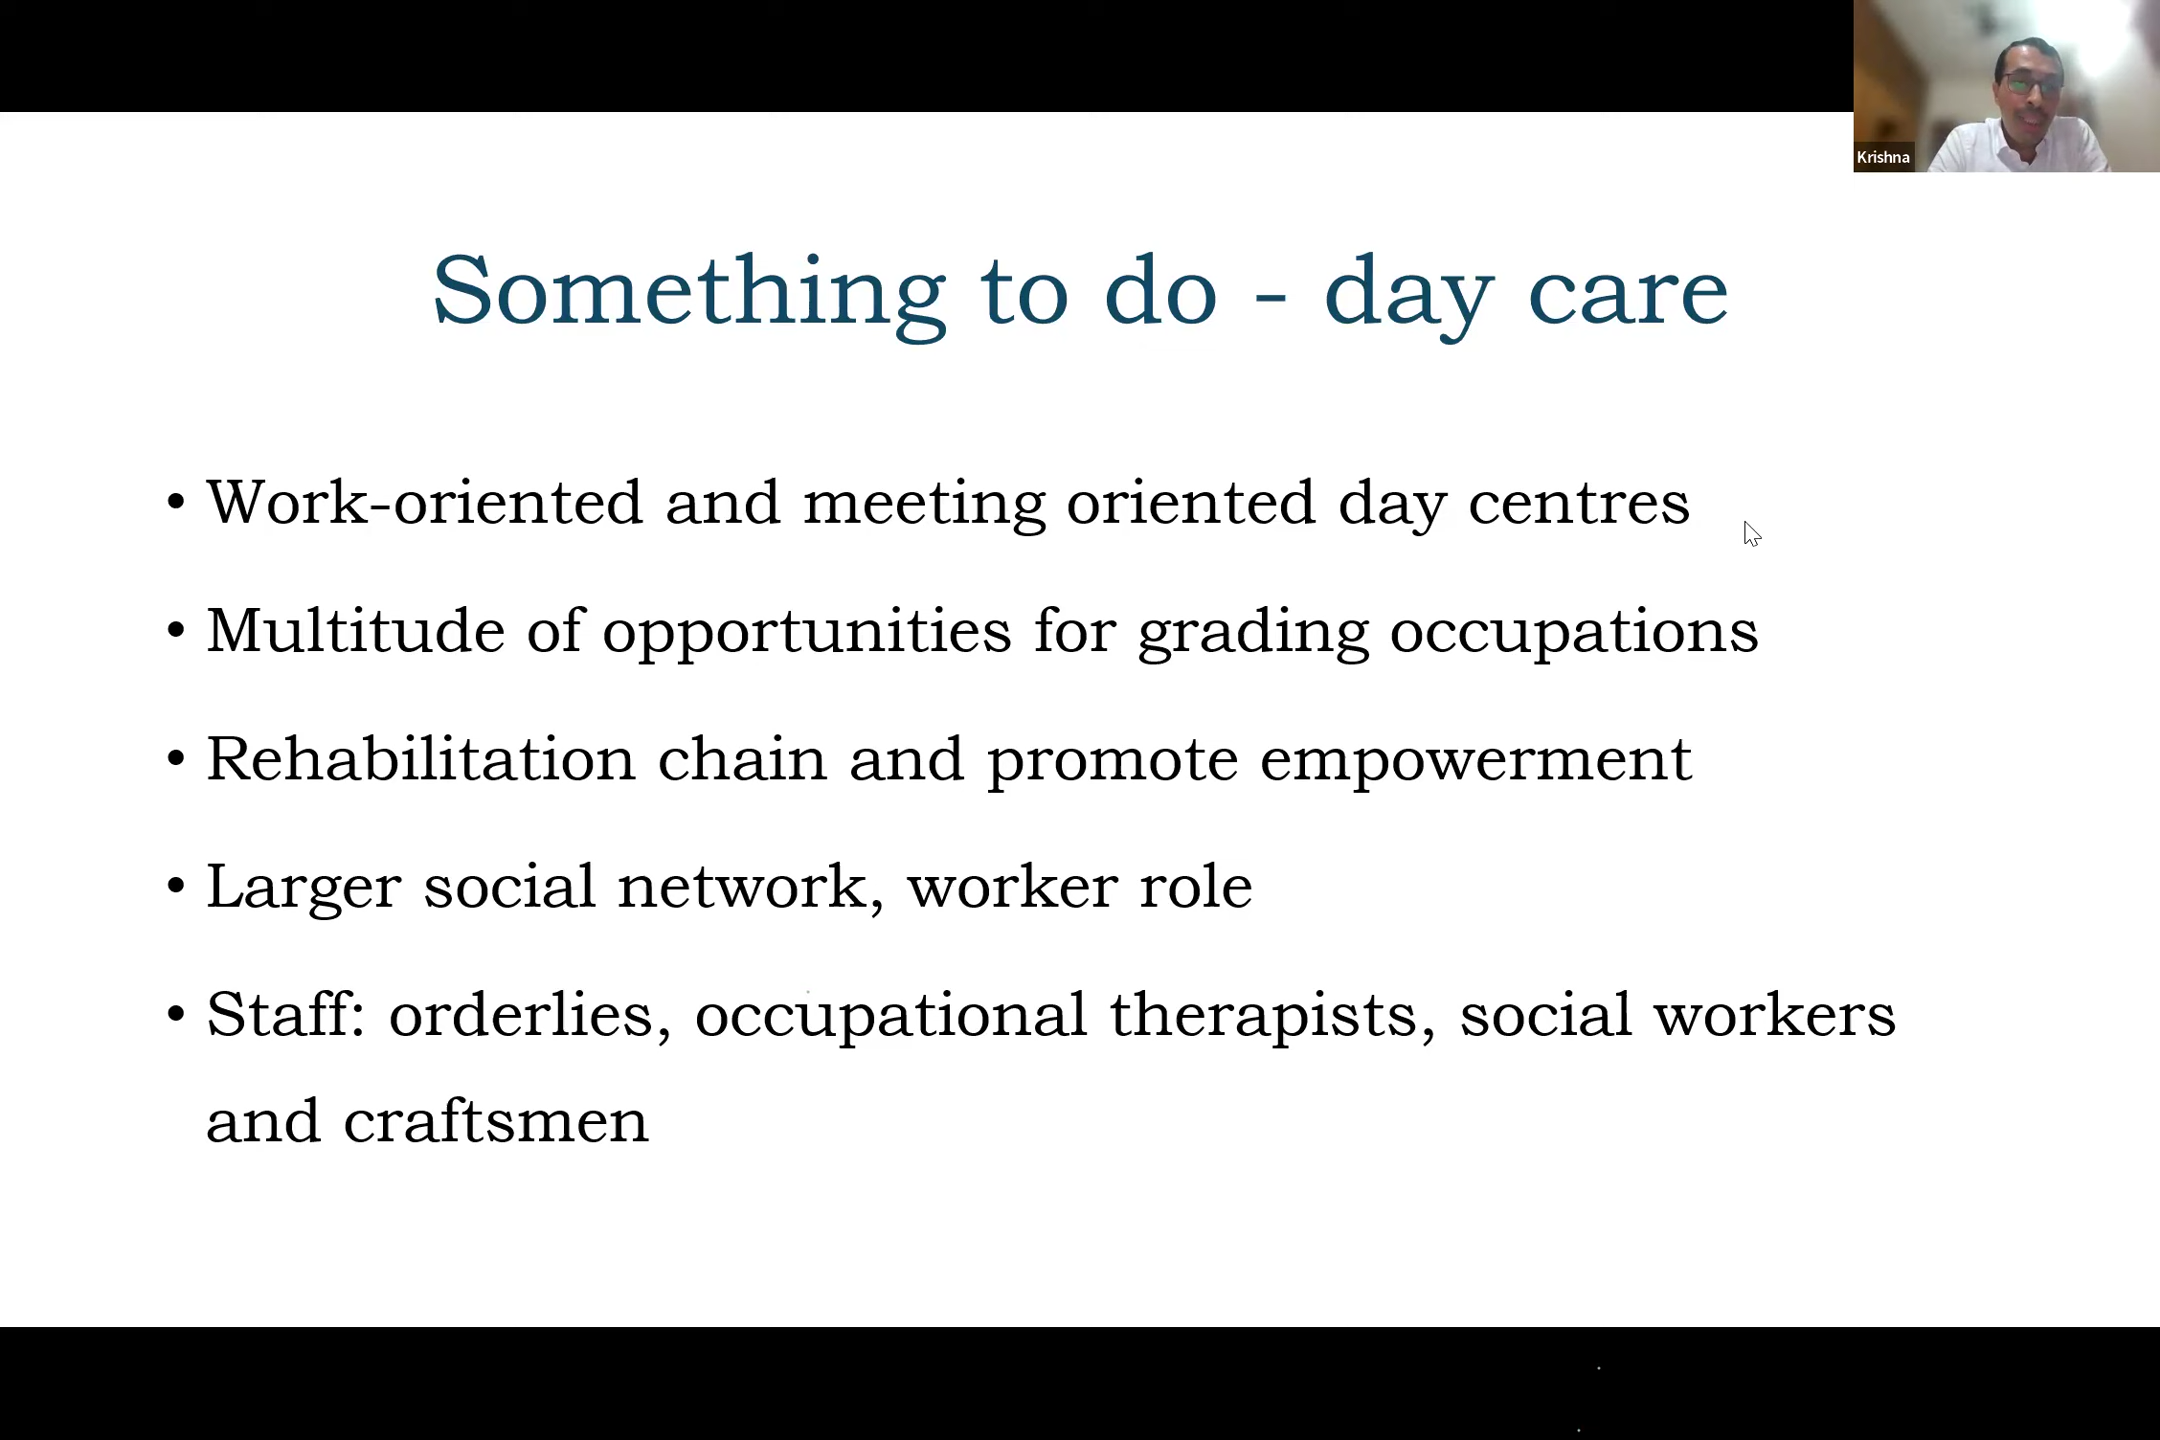 Krishna
Something to do - day care
• Work-oriented and meeting oriented day centres
• Multitude of opportunities for grading occupations
• Rehabilitation chain and promote empowerment
• Larger social network, worker role
• Staff: orderlies, occupational therapists, social workers
and craftsmen